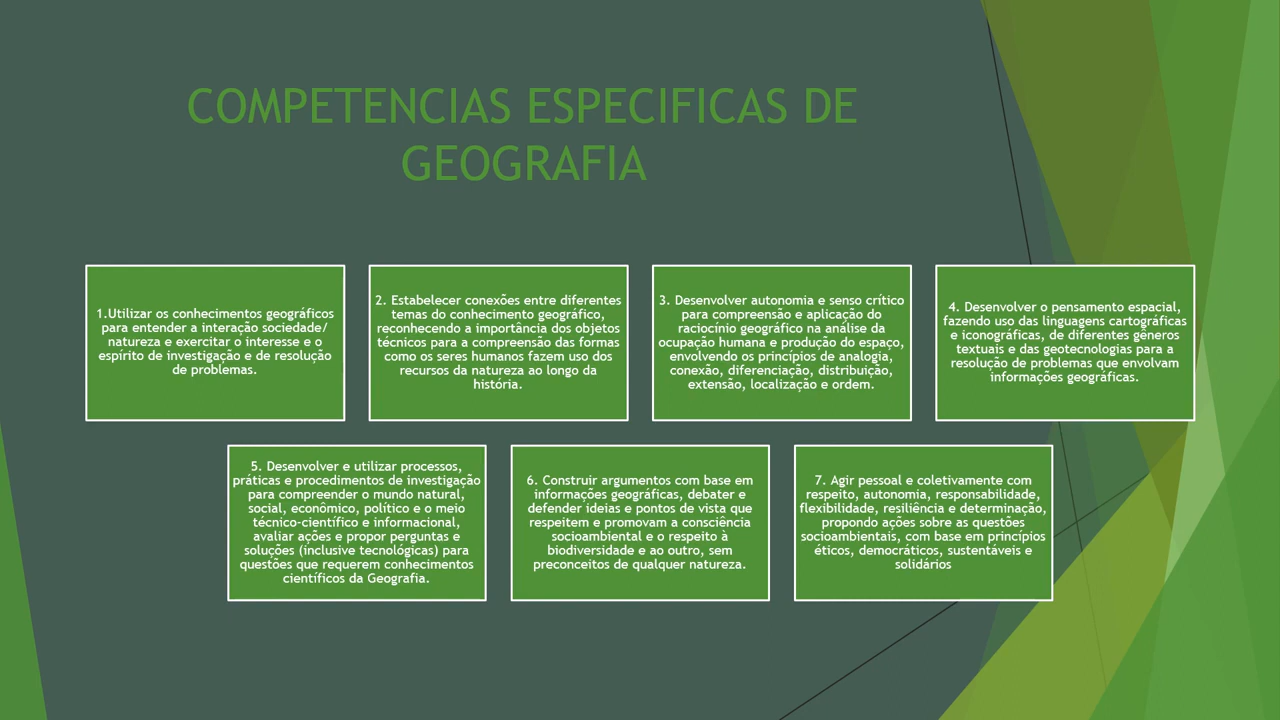 COMPETENCIAS ESPECIFICAS DE
GEOGRAFIA
1.Utilizar os conhecimentos geográficos
para entender a interação sociedade/
natureza e exercitar o interesse e o
espírito de investigação e de resolução
de problemas.
2. Estabelecer conexões entre diferentes
temas do conhecimento geográfico,
reconhecendo a importância dos objetos
técnicos para a compreensão das formas
como os seres humanos fazem uso dos
recursos da natureza ao longo da
história.
3. Desenvolver autonomia e senso crítico
para compreensão e aplicação do
raciocínio geográfico na análise da
ocupação humana e produção do espaço,
envolvendo os princípios de analogia,
conexão, diferenciação, distribuição,
extensão, localização e ordem.
4. Desenvolver o pensamento espacial,
fazendo uso das linguagens cartográficas
e iconográficas, de diferentes gêneros
textuais e das geotecnologias para a
resolução de problemas que envolvam
informações geográficas.
5. Desenvolver e utilizar processos,
práticas e procedimentos de investigação
para compreender o mundo natural,
social, econômico, político e o meio
técnico-científico e informacional,
avaliar ações e propor perguntas e
soluções (inclusive tecnológicas) para
questões que requerem conhecimentos
científicos da Geografia.
6. Construir argumentos com base em
informações geográficas, debater e
defender ideias e pontos de vista que
respeitem e promovam a consciência
socioambiental e o respeito à
biodiversidade e ao outro, sem
preconceitos de qualquer natureza.
7. Agir pessoal e coletivamente com
respeito, autonomia, responsabilidade,
flexibilidade, resiliência e determinação,
propondo ações sobre as questões
socioambientais, com base em princípios
éticos, democráticos, sustentáveis e
solidários